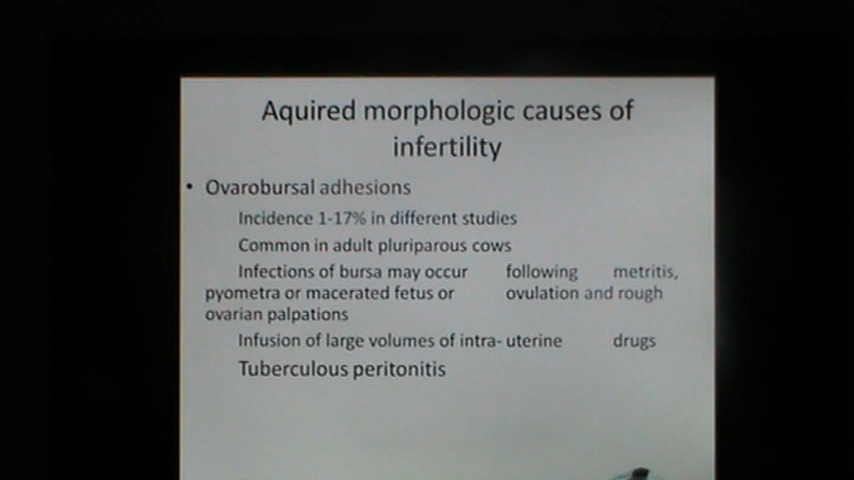 Aquired morphologic causes of
infertility
• Ovarobursal adhesions
Incidence 1-17% in different studies
Common in adult pluriparous cows
Infections of bursa may occur following metritis,
pyometra or macerated fetus or ovulation and rough
ovarian palpations
Infusion of large volumes of intra- uterine drugs
Tuberculous peritonitis